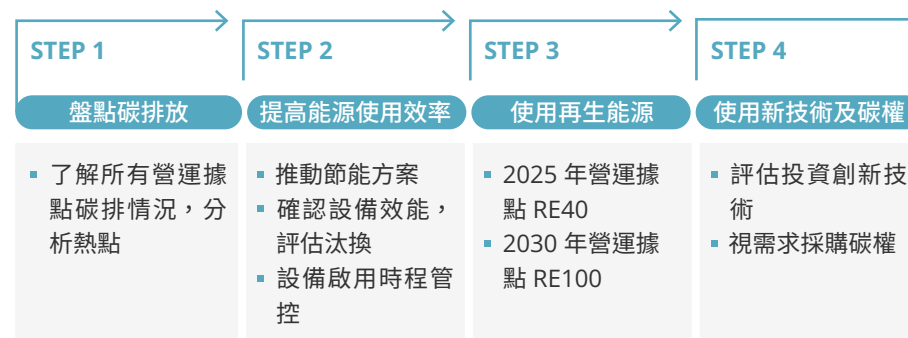 STEP 1
盤點碳排放
▪ 了解所有營運據
點碳排情況，分
析熱點
STEP 2
提高能源使用效率
▪ 推動節能方案
▪ 確認設備效能，
評估汰換
▪ 設備啟用時程管
控
STEP 3
使用再生能源
▪ 2025 年營運據
點 RE40
▪ 2030 年營運據
點 RE100
STEP 4
使用新技術及碳權
▪ 評估投資創新技
術
▪ 視需求採購碳權